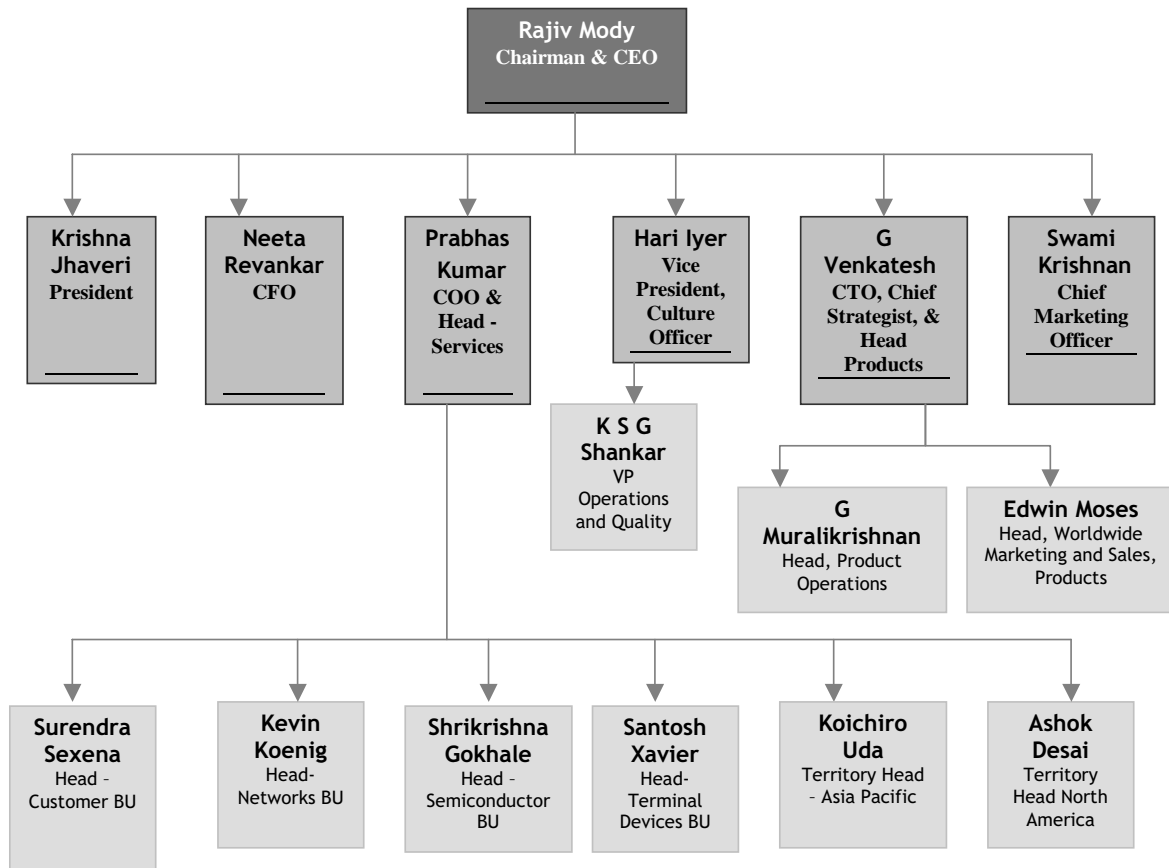 Rajiv Mody
Chairman & CEO
Krishna
Jhaveri
President
Neeta
Revankar
CFO
Prabhas
Kumar
COO &
Head -
Services
Hari Iyer
Vice
President,
Culture
Officer
G
Venkatesh
CTO, Chief
Strategist, &
Head
Products
Swami
Krishnan
Chief
Marketing
Officer
K S G
Shankar
VP
Operations
and Quality
G
Muralikrishnan
Head, Product
Operations
Edwin Moses
Head, Worldwide
Marketing and Sales,
Products
Surendra
Sexena
Head –
Customer BU
Kevin
Koenig
Head-
Networks BU
Shrikrishna
Gokhale
Head –
Semiconductor
BU
Santosh
Xavier
Head-
Terminal
Devices BU
Koichiro
Uda
Territory Head
– Asia Pacific
Ashok
Desai
Territory
Head North
America